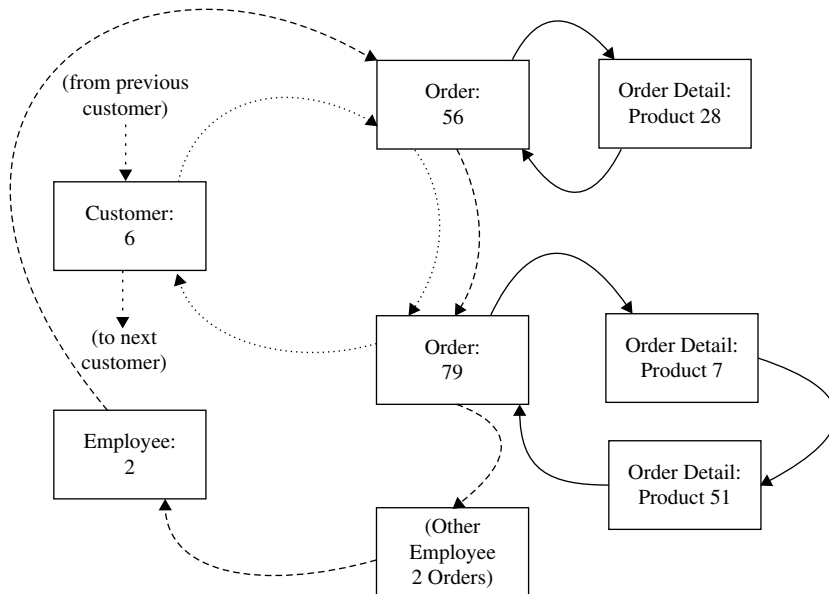 (from previous
customer)
Order:
56
Order Detail:
Product 28
Customer:
6
(to next
customer)
Order:
79
Order Detail:
Product 7
Employee:
2
Order Detail:
Product 51
(Other
Employee
2 Orders)